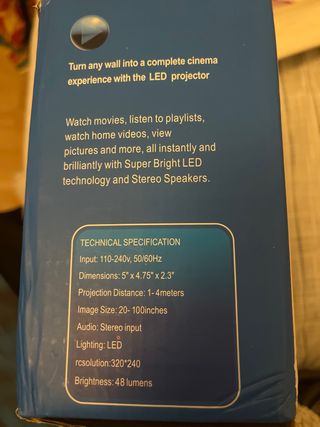 Turn any wall into a complete cinema
experience with the LED projector
Watch movies, listen to playlists,
watch home videos, view
pictures and more, all instantly and
brilliantly with Super Bright LED
technology and Stereo Speakers.
TECHNICAL SPECIFICATION
Input: 110-240v, 50/60Hz
Dimensions: 5" x 4.75" x 2.3"
Projection Distance: 1- 4meters
Image Size: 20- 100inches
Audio: Stereo input
Lighting: LED
rcsolution:320*240
Brightness: 48 lumens